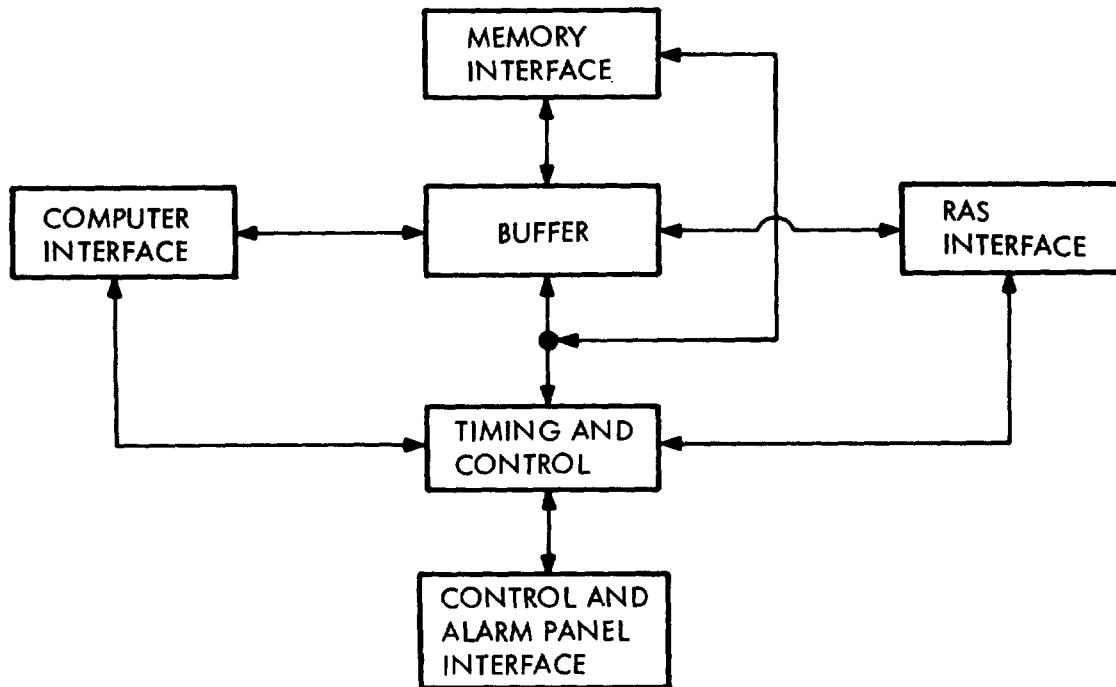 MEMORY
INTERFACE
COMPUTER
INTERFACE
BUFFER
RAS
INTERFACE
TIMING AND
CONTROL
CONTROL AND
ALARM PANEL
INTERFACE